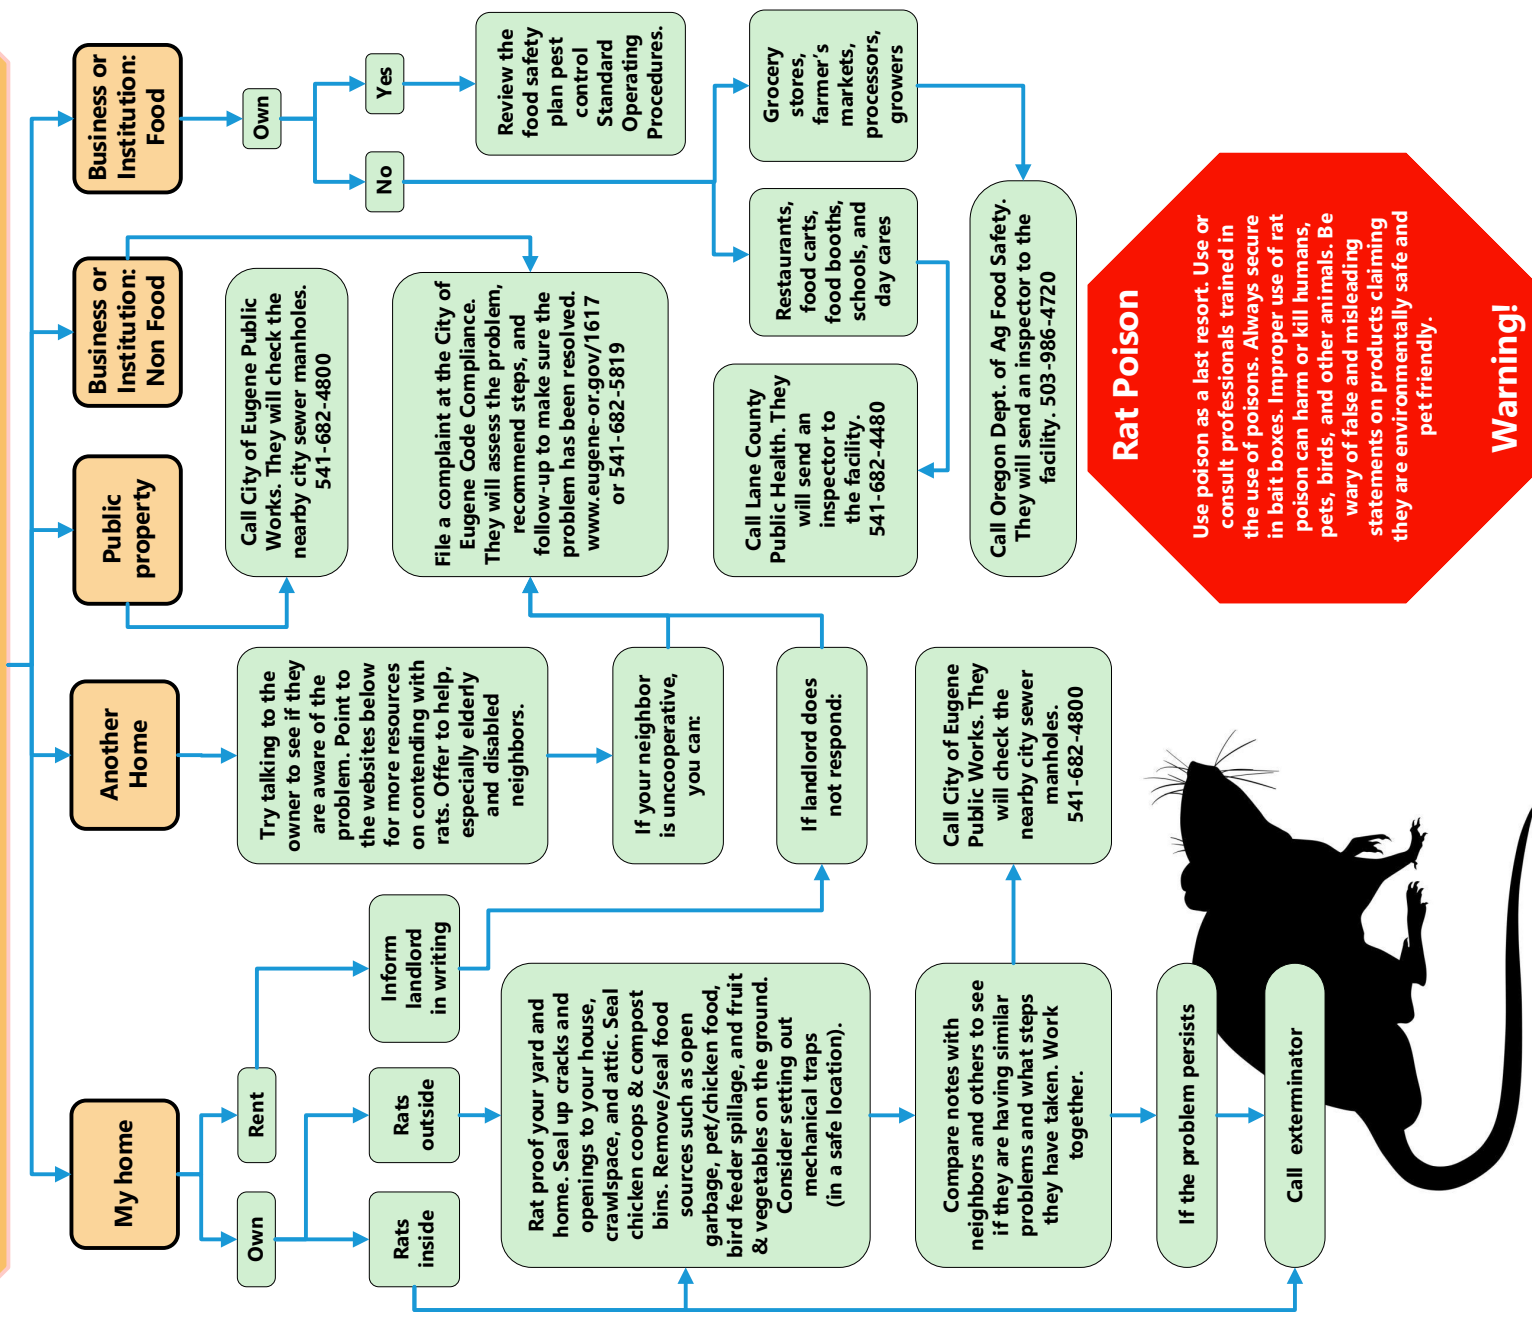 My home
Own
Rent
Rats
inside
Rats
outside
Inform
landlord
in writing
Rat proof your yard and
home. Seal up cracks and
openings to your house,
crawlspace, and attic. Seal
chicken coops & compost
bins. Remove/seal food
sources such as open
garbage, pet/chicken food,
bird feeder spillage, and fruit
& vegetables on the ground.
Consider setting out
mechanical traps
(in a safe location).
Compare notes with
neighbors and others to see
if they are having similar
problems and what steps
they have taken. Work
together.
If the problem persists
Call exterminator
Another
Home
Try talking to the
owner to see if they
are aware of the
problem. Point to
the websites below
for more resources
on contending with
rats. Offer to help,
especially elderly
and disabled
neighbors.
If your neighbor
is uncooperative,
you can:
If landlord does
not respond:
Call City of Eugene
Public Works. They
will check the
nearby city sewer
manholes.
541-682-4800
Public
property
Call City of Eugene Public
Works. They will check the
nearby city sewer manholes.
541-682-4800
Business or
Institution:
Non Food
File a complaint at the City of
Eugene Code Compliance.
They will assess the problem,
recommend steps, and
follow-up to make sure the
problem has been resolved.
www.eugene-or.gov/1617
or 541-682-5819
Business or
Institution:
Food
Own
No
Yes
Review the
food safety
plan pest
control
Standard
Operating
Procedures.
Restaurants,
food carts,
food booths,
schools, and
day cares
Grocery
stores,
farmer's
markets,
processors,
growers
Call Lane County
Public Health. They
will send an
inspector to
the facility.
541-682-4480
Call Oregon Dept. of Ag Food Safety.
They will send an inspector to the
facility. 503-986-4720
Rat Poison
Use poison as a last resort. Use or
consult professionals trained in
the use of poisons. Always secure
in bait boxes. Improper use of rat
poison can harm or kill humans,
pets, birds, and other animals. Be
wary of false and misleading
statements on products claiming
they are environmentally safe and
pet friendly.
Warning!